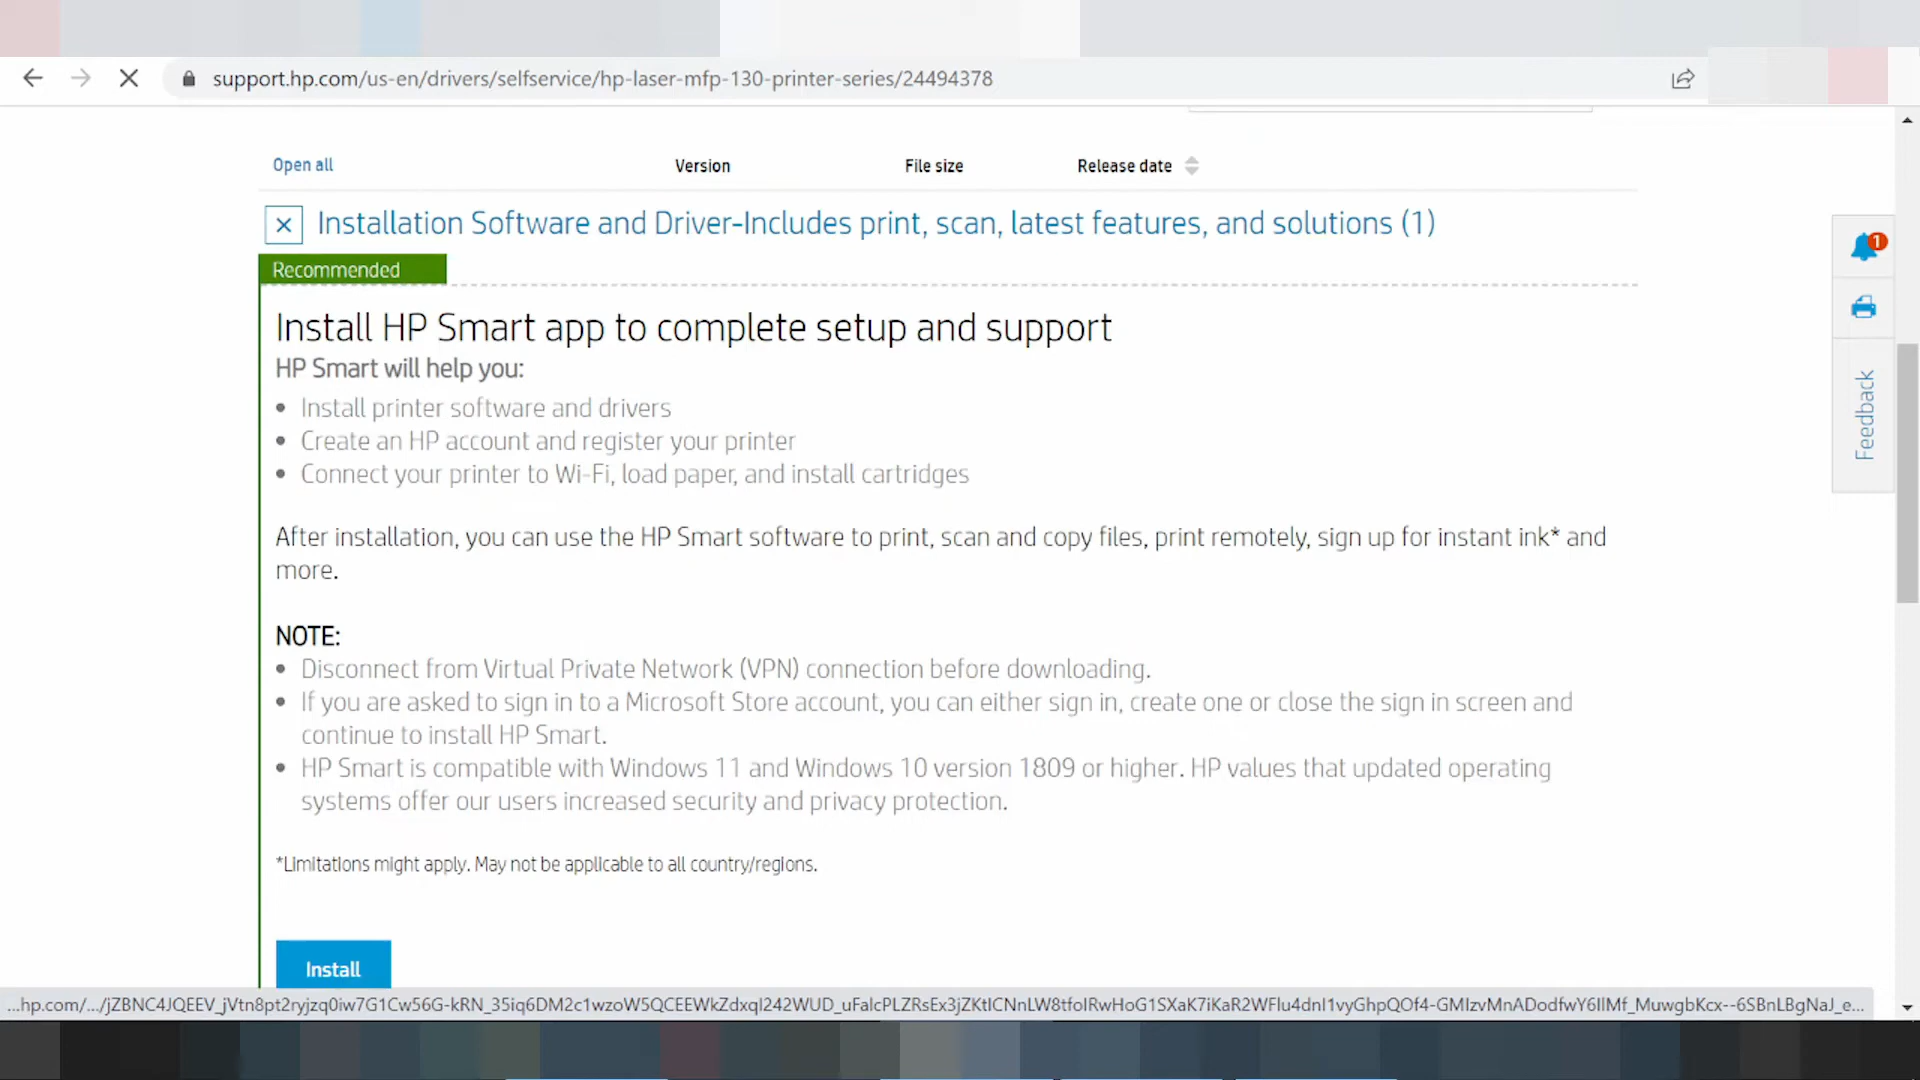 support.hp.com/us-en/drivers/selfservice/hp-laser-mfp-130-printer-series/24494378
Open all Version File size Release date
Installation Software and Driver-Includes print, scan, latest features, and solutions (1)
1
Recommended
Install HP Smart app to complete setup and support
HP Smart will help you:
• Install printer software and drivers
• Create an HP account and register your printer
• Connect your printer to Wi-Fi, load paper, and install cartridges
Feedback
After installation, you can use the HP Smart software to print, scan and copy files, print remotely, sign up for instant ink* and
more.
NOTE:
• Disconnect from Virtual Private Network (VPN) connection before downloading.
• If you are asked to sign in to a Microsoft Store account, you can either sign in, create one or close the sign in screen and
continue to install HP Smart.
• HP Smart is compatible with Windows 11 and Windows 10 version 1809 or higher. HP values that updated operating
systems offer our users increased security and privacy protection.
*Limitations might apply. May not be applicable to all country/regions.
Install